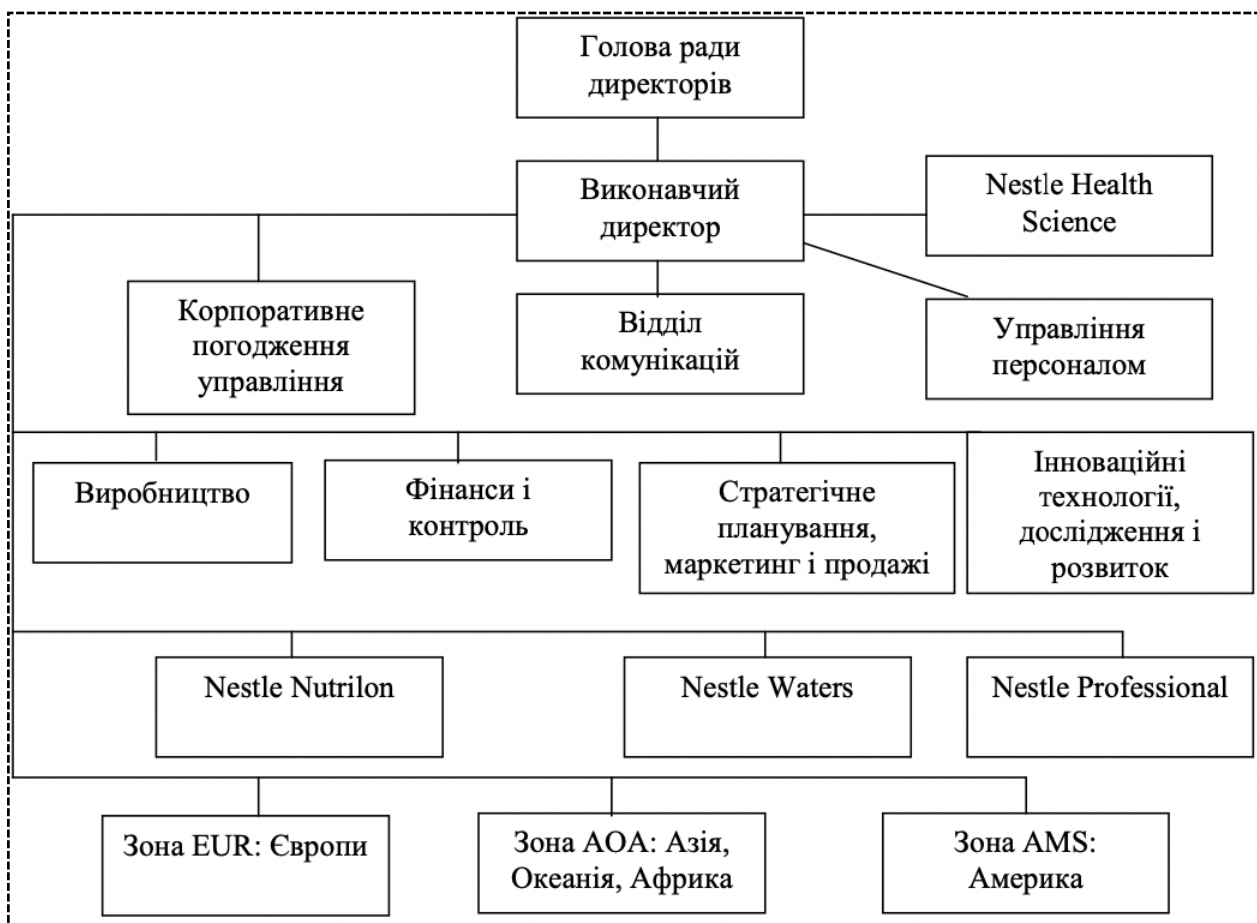 Голова ради
директорів
Виконавчий
директор
Nestle Health
Science
Корпоративне
погодження
управління
Відділ
комунікацій
Управління
персоналом
Виробництво
Фінанси і
контроль
Стратегічне
планування,
маркетинг і продажі
Інноваційні
технології,
дослідження і
розвиток
Nestle Nutrilon
Nestle Waters
Nestle Professional
Зона EUR: Європи
Зона АОА: Азія,
Океанія, Африка
Зона AMS:
Америка